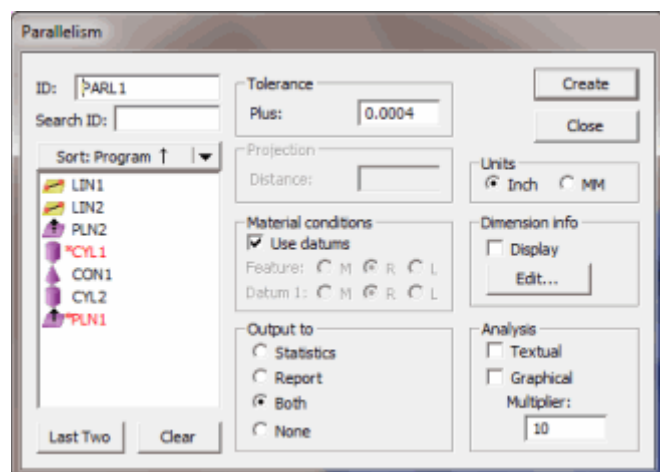 Parallelism
ID: PARL1
Search ID:
Sort: Program ↑
LIN1
LIN2
PLN2
*CYL1
CON1
CYL2
*PLN1
Last Two
Clear
Tolerance
Plus: 0.0004
Projection
Distance:
Material conditions
Use datums
Feature: M R L
Datum 1: M R L
Output to
Statistics
Report
Both
None
Create
Close
Units
Inch MM
Dimension info
Display
Edit...
Analysis
Textual
Graphical
Multiplier:
10